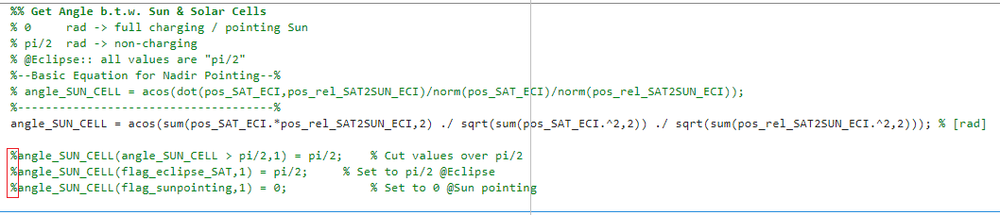 %% Get Angle b.t.w. Sun & Solar Cells
% 0     rad -> full charging / pointing Sun
% pi/2  rad -> non-charging
% @Eclipse:: all values are "pi/2"
%--Basic Equation for Nadir Pointing--%
% angle_SUN_CELL = acos(dot(pos_SAT_ECI,pos_rel_SAT2SUN_ECI)/norm(pos_SAT_ECI)/norm(pos_rel_SAT2SUN_ECI));
%-------------------------------------%
angle_SUN_CELL = acos(sum(pos_SAT_ECI.*pos_rel_SAT2SUN_ECI,2) ./ sqrt(sum(pos_SAT_ECI.^2,2)) ./ sqrt(sum(pos_rel_SAT2SUN_ECI.^2,2))); % [rad]
%angle_SUN_CELL(angle_SUN_CELL > pi/2,1) = pi/2;    % Cut values over pi/2
%angle_SUN_CELL(flag_eclipse_SAT,1) = pi/2;     % Set to pi/2 @Eclipse
%angle_SUN_CELL(flag_sunpointing,1) = 0;            % Set to 0 @Sun pointing